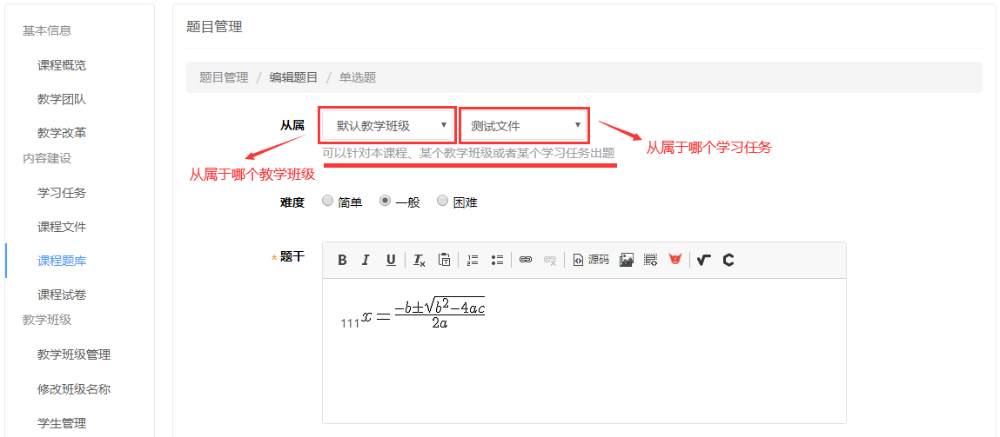 基本信息
课程概览
教学团队
教学改革
内容建设
学习任务
课程文件
课程题库
课程试卷
教学班级
教学班级管理
修改班级名称
学生管理
题目管理
题目管理 / 编辑题目 / 单选题
从属 默认教学班级 测试文件
可以针对本课程、某个教学班级或者某个学习任务出题
从属于哪个学习任务
从属于哪个教学班级
难度 简单 一般 困难
*题干
B I U Tx 源码
111x = (−b±√(b²−4ac))/(2a)